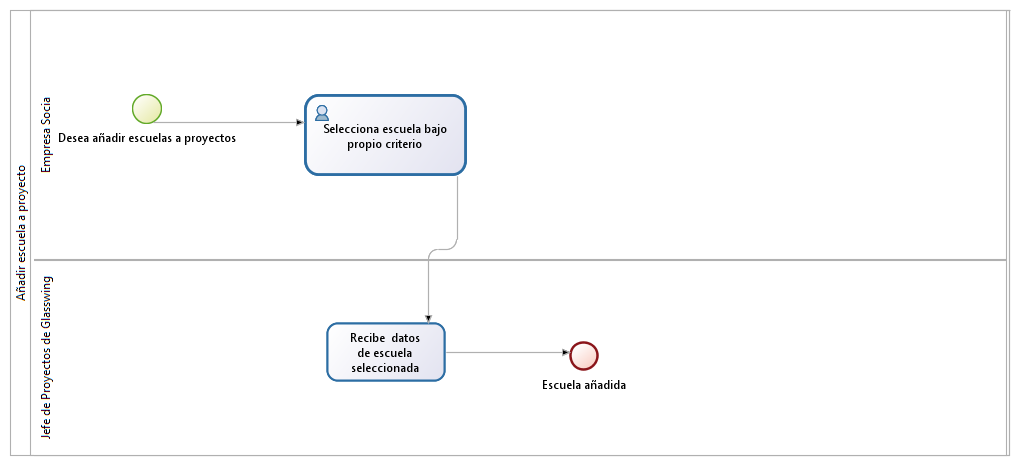 Añadir escuela a proyecto
Empresa Socia
Desea añadir escuelas a proyectos
Selecciona escuela bajo
propio criterio
Jefe de Proyectos de Glasswing
Recibe datos
de escuela
seleccionada
Escuela añadida